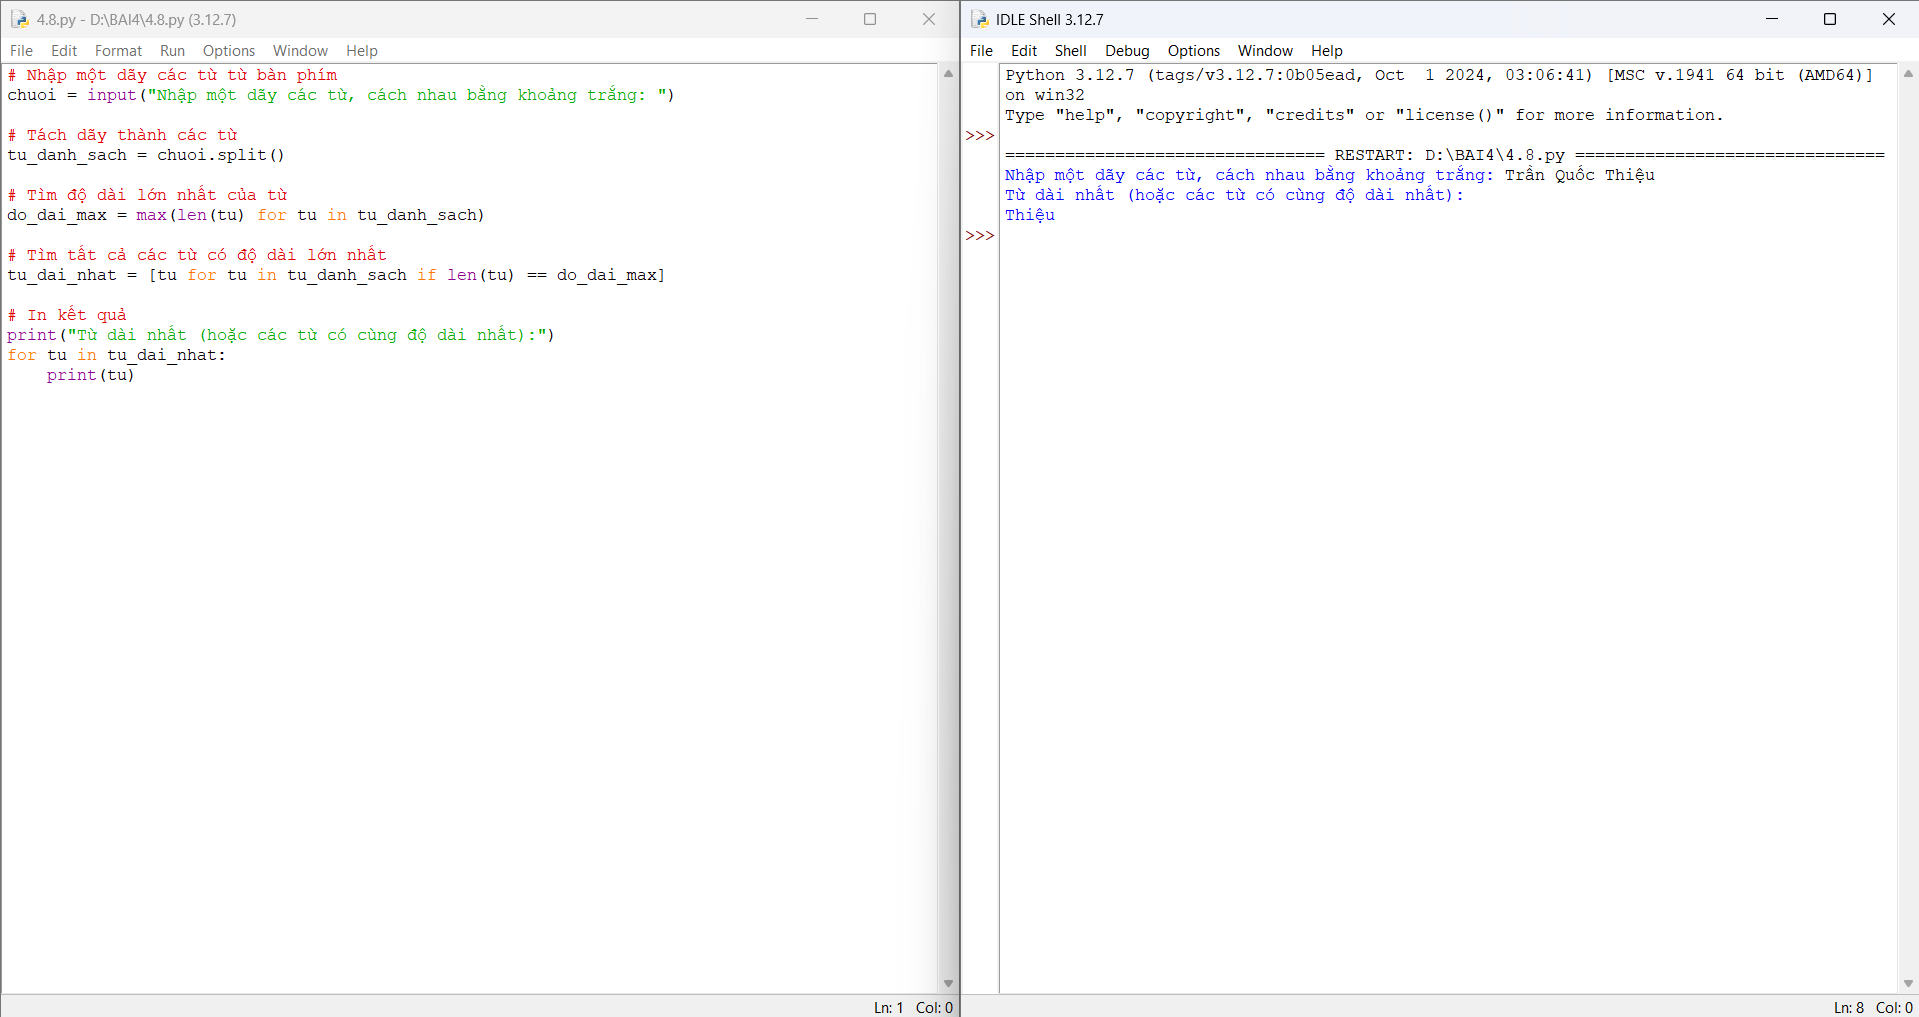 4.8.py - D:\BAI4\4.8.py (3.12.7)
File Edit Format Run Options Window Help
# Nhập một dãy các từ từ bàn phím
chuoi = input("Nhập một dãy các từ, cách nhau bằng khoảng trắng: ")
# Tách dãy thành các từ
tu_danh_sach = chuoi.split()
# Tìm độ dài lớn nhất của từ
do_dai_max = max(len(tu) for tu in tu_danh_sach)
# Tìm tất cả các từ có độ dài lớn nhất
tu_dai_nhat = [tu for tu in tu_danh_sach if len(tu) == do_dai_max]
# In kết quả
print("Từ dài nhất (hoặc các từ có cùng độ dài nhất):")
for tu in tu_dai_nhat:
    print(tu)
Ln: 1 Col: 0
IDLE Shell 3.12.7
File Edit Shell Debug Options Window Help
Python 3.12.7 (tags/v3.12.7:0b05ead, Oct  1 2024, 03:06:41) [MSC v.1941 64 bit (AMD64)]
on win32
Type "help", "copyright", "credits" or "license()" for more information.
>>>
================================ RESTART: D:\BAI4\4.8.py ===============================
Nhập một dãy các từ, cách nhau bằng khoảng trắng: Trần Quốc Thiệu
Từ dài nhất (hoặc các từ có cùng độ dài nhất):
Thiệu
>>>
Ln: 8 Col: 0